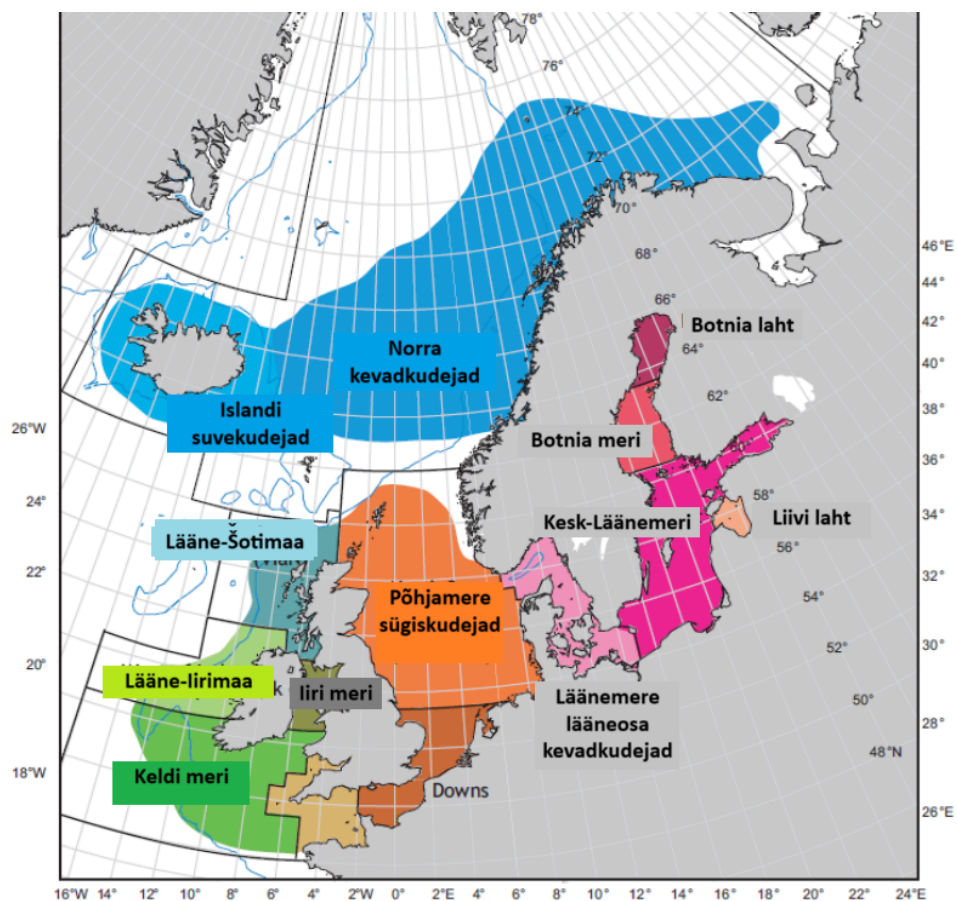 78°
76°
74°
72°
70°
68°
66°
64°
62°
58°
56°
54°
52°
50°
48°N
46°E
44°
42°
40°
38°
36°
34°
32°
30°
28°
26°E
Botnia laht
Norra
kevadkudejad
Islandi
suvekudejad
Botnia meri
26°W
24°
22°
20°
18°W
Kesk-Läänemeri
Liivi laht
Lääne-Šotimaa
Põhjamere
sügiskudejad
Lääne-Iirimaa
Iiri meri
Läänemere
lääneosa
kevadkudejad
Keldi meri
Downs
16°W 14° 12° 10° 8° 6° 4° 2° 0° 2° 4° 6° 8° 10° 12° 14° 16° 18° 20° 22° 24°E